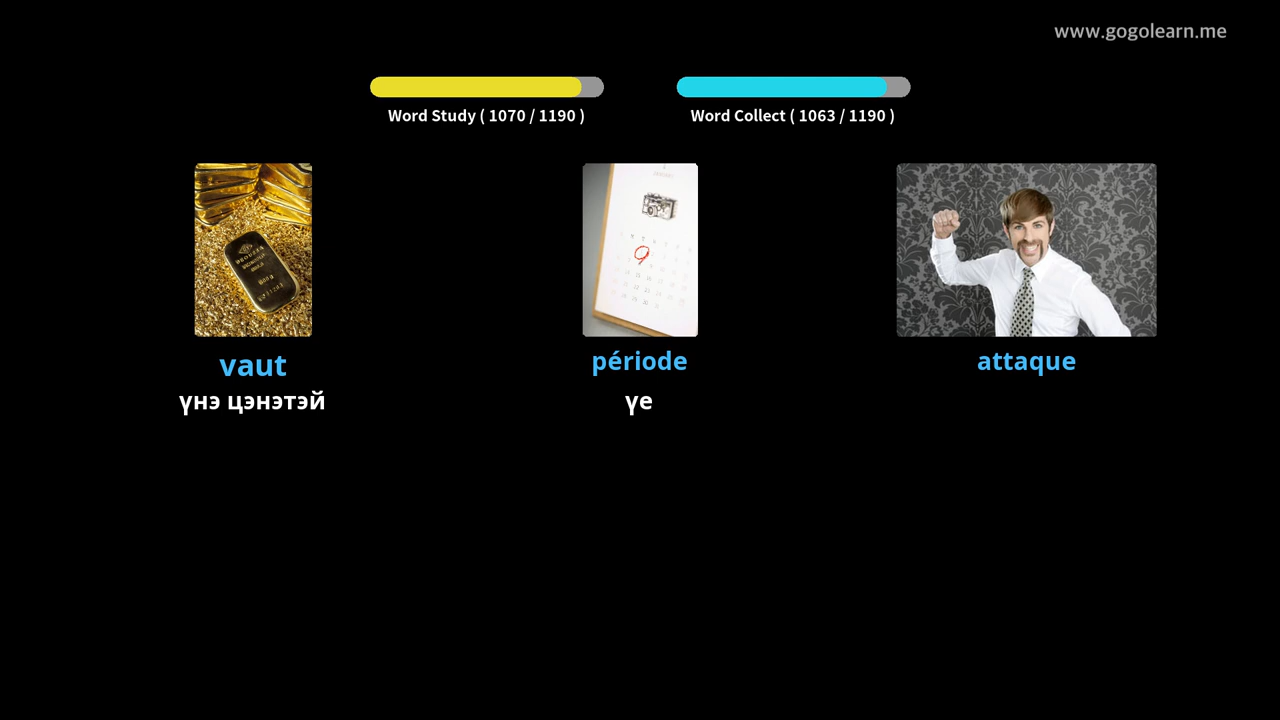 www.gogolearn.me
Word Study ( 1070 / 1190 )
Word Collect ( 1063 / 1190 )
vaut
période
attaque
үнэ цэнэтэй
үе